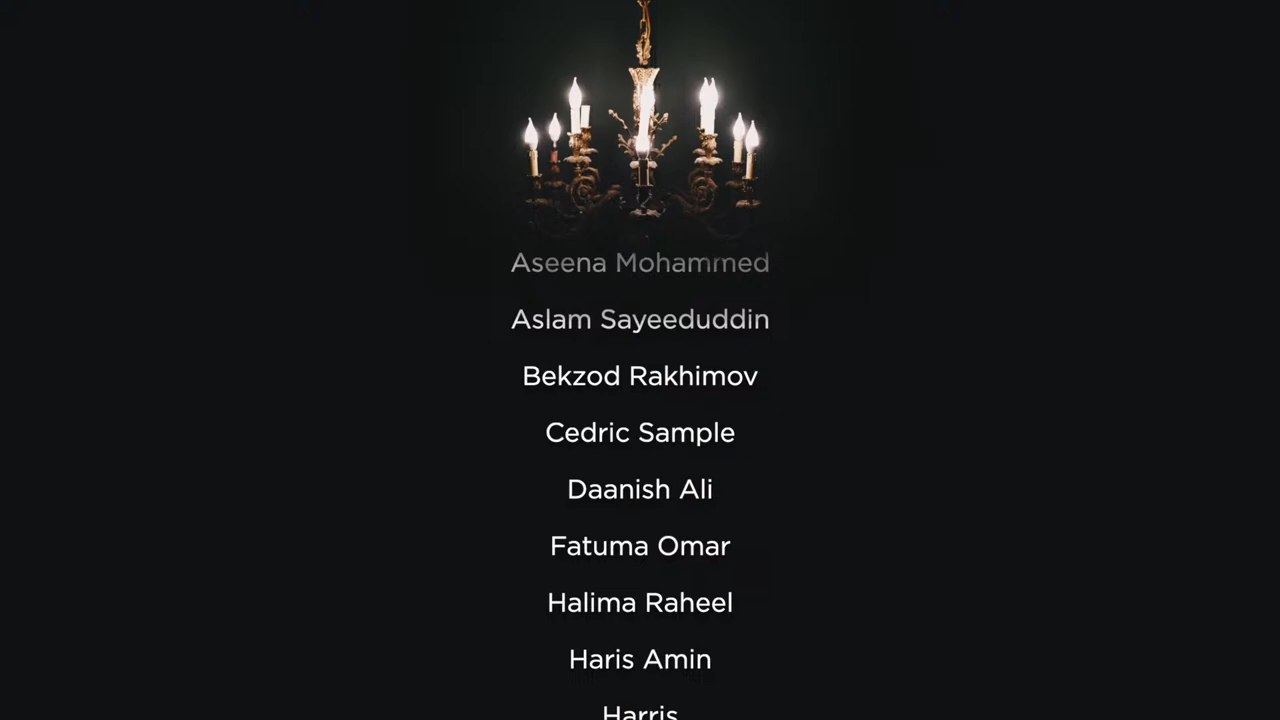 Aseena Mohammed
Aslam Sayeeduddin
Bekzod Rakhimov
Cedric Sample
Daanish Ali
Fatuma Omar
Halima Raheel
Haris Amin
Harris